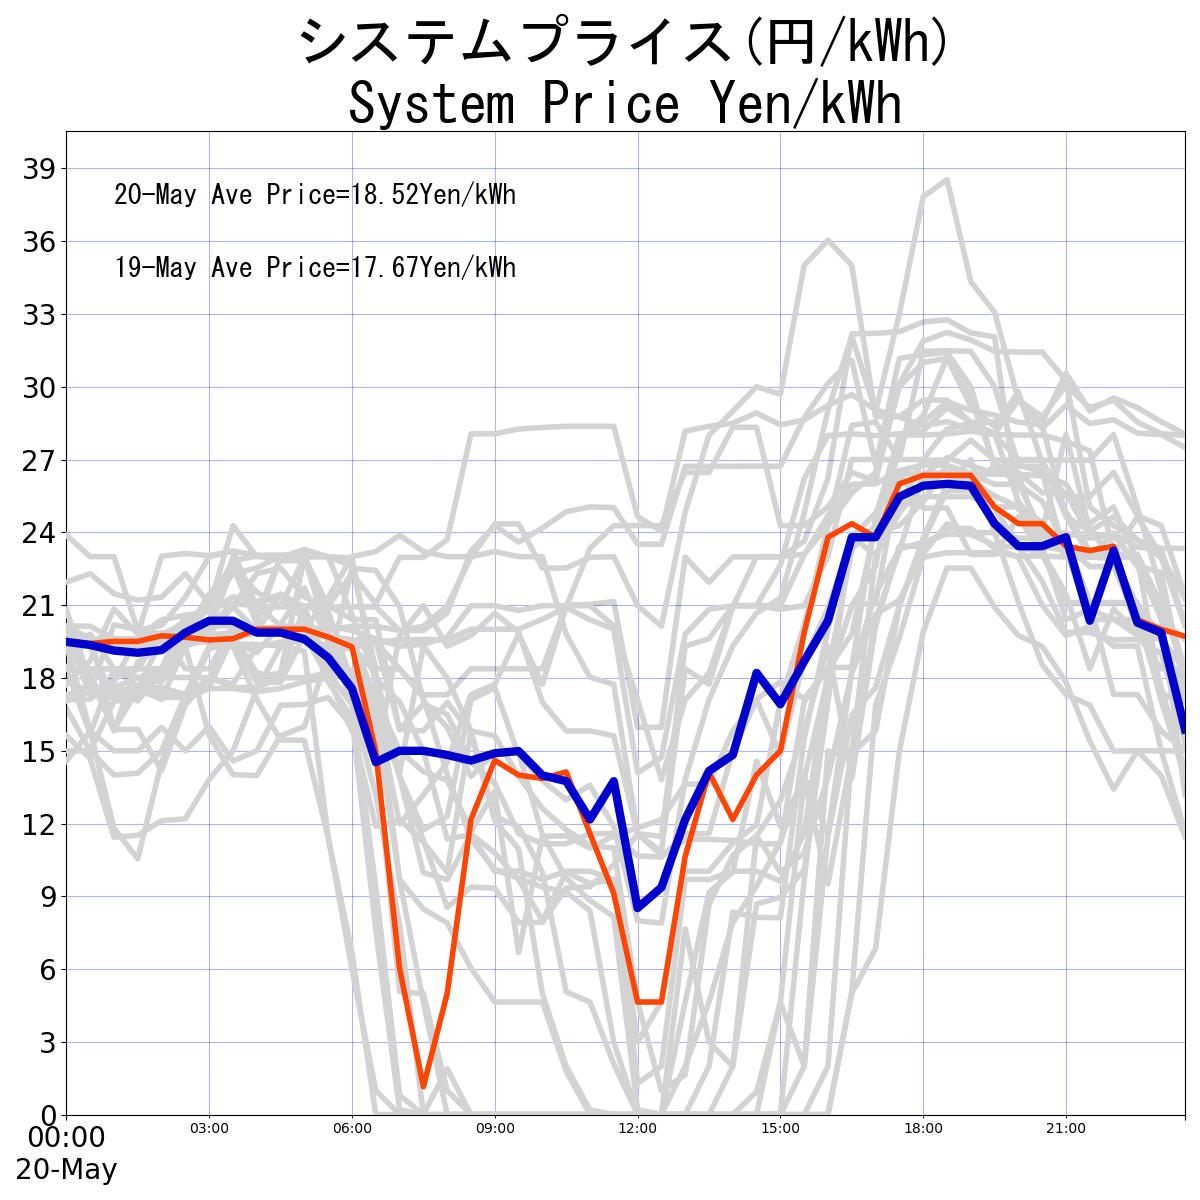 システムプライス(円/kWh)
System Price Yen/kWh
20-May Ave Price=18.52Yen/kWh
19-May Ave Price=17.67Yen/kWh
39
36
33
30
27
24
21
18
15
12
9
6
3
0
00:00 03:00 06:00 09:00 12:00 15:00 18:00 21:00
20-May